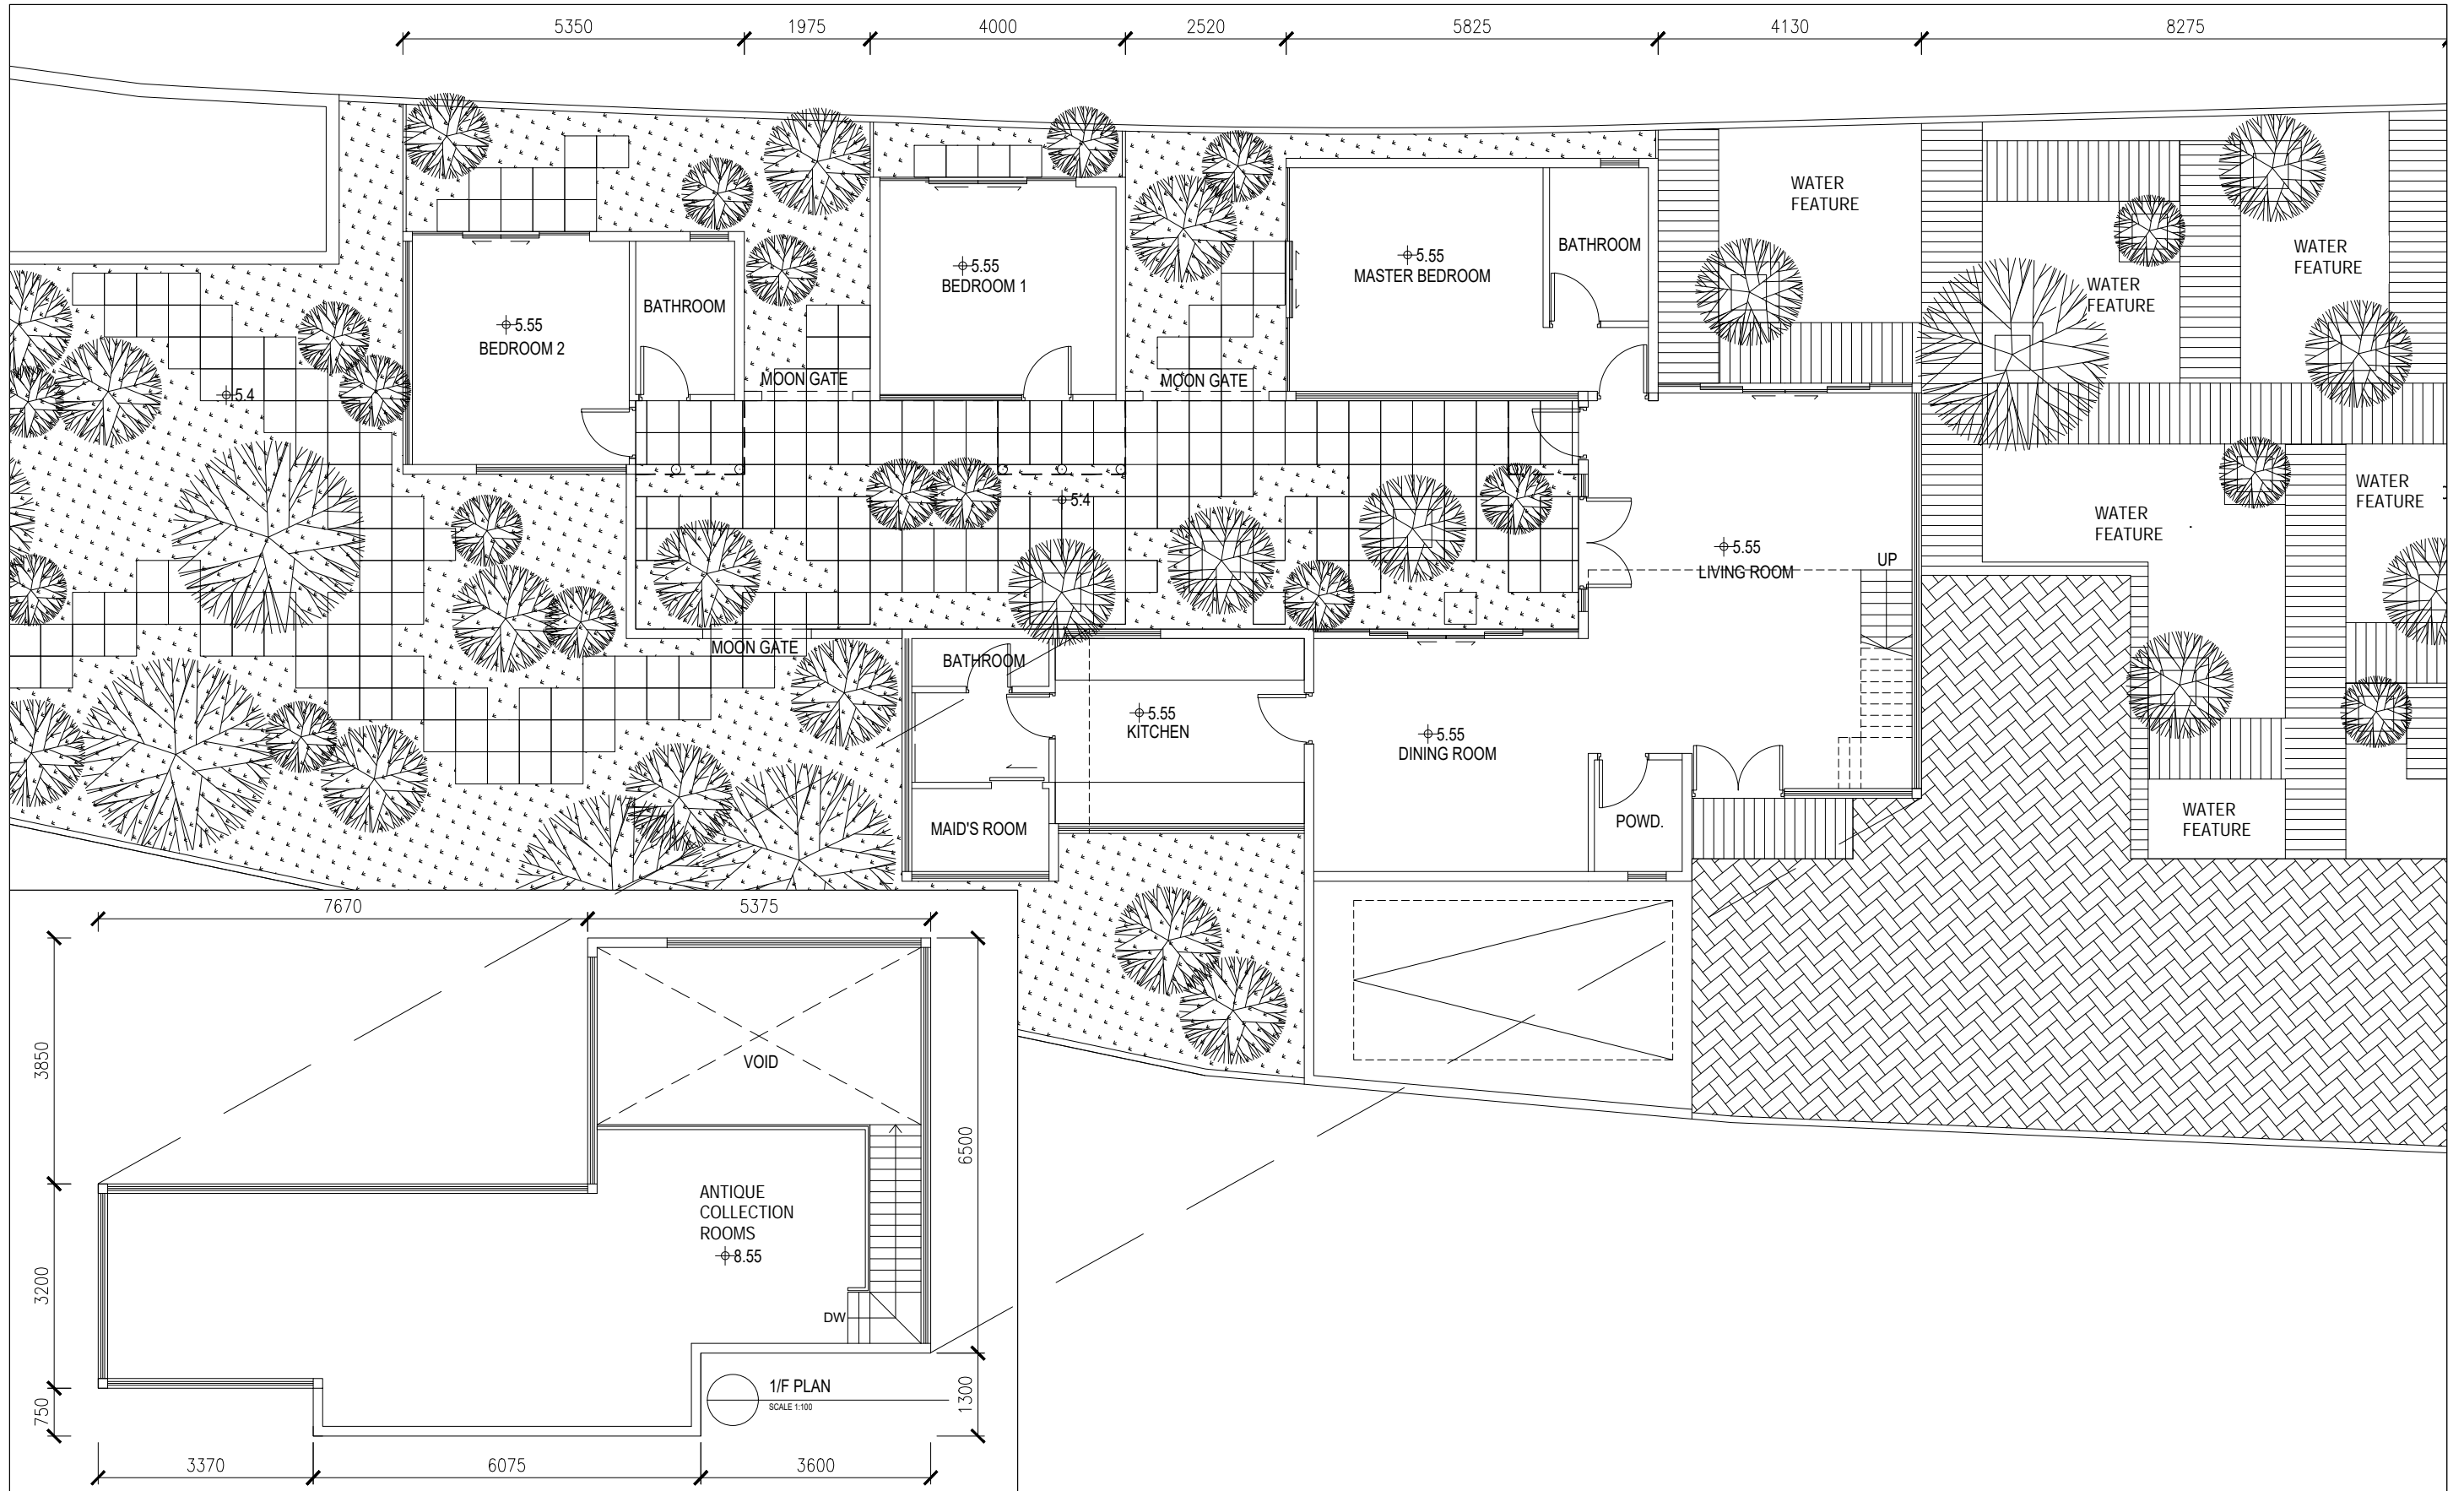 5350
1975
4000
2520
5825
4130
8275
WATER
FEATURE
WATER
FEATURE
WATER
FEATURE
BATHROOM
5.55
MASTER BEDROOM
5.55
BEDROOM 1
BATHROOM
5.55
BEDROOM 2
5.4
MOON GATE
MOON GATE
5.4
WATER
FEATURE
WATER
FEATURE
5.55
LIVING ROOM
UP
MOON GATE
BATHROOM
5.55
KITCHEN
5.55
DINING ROOM
MAID'S ROOM
POWD.
WATER
FEATURE
7670
5375
3850
3200
750
VOID
6500
1300
ANTIQUE
COLLECTION
ROOMS
8.55
DW
1/F PLAN
SCALE 1:100
3370
6075
3600